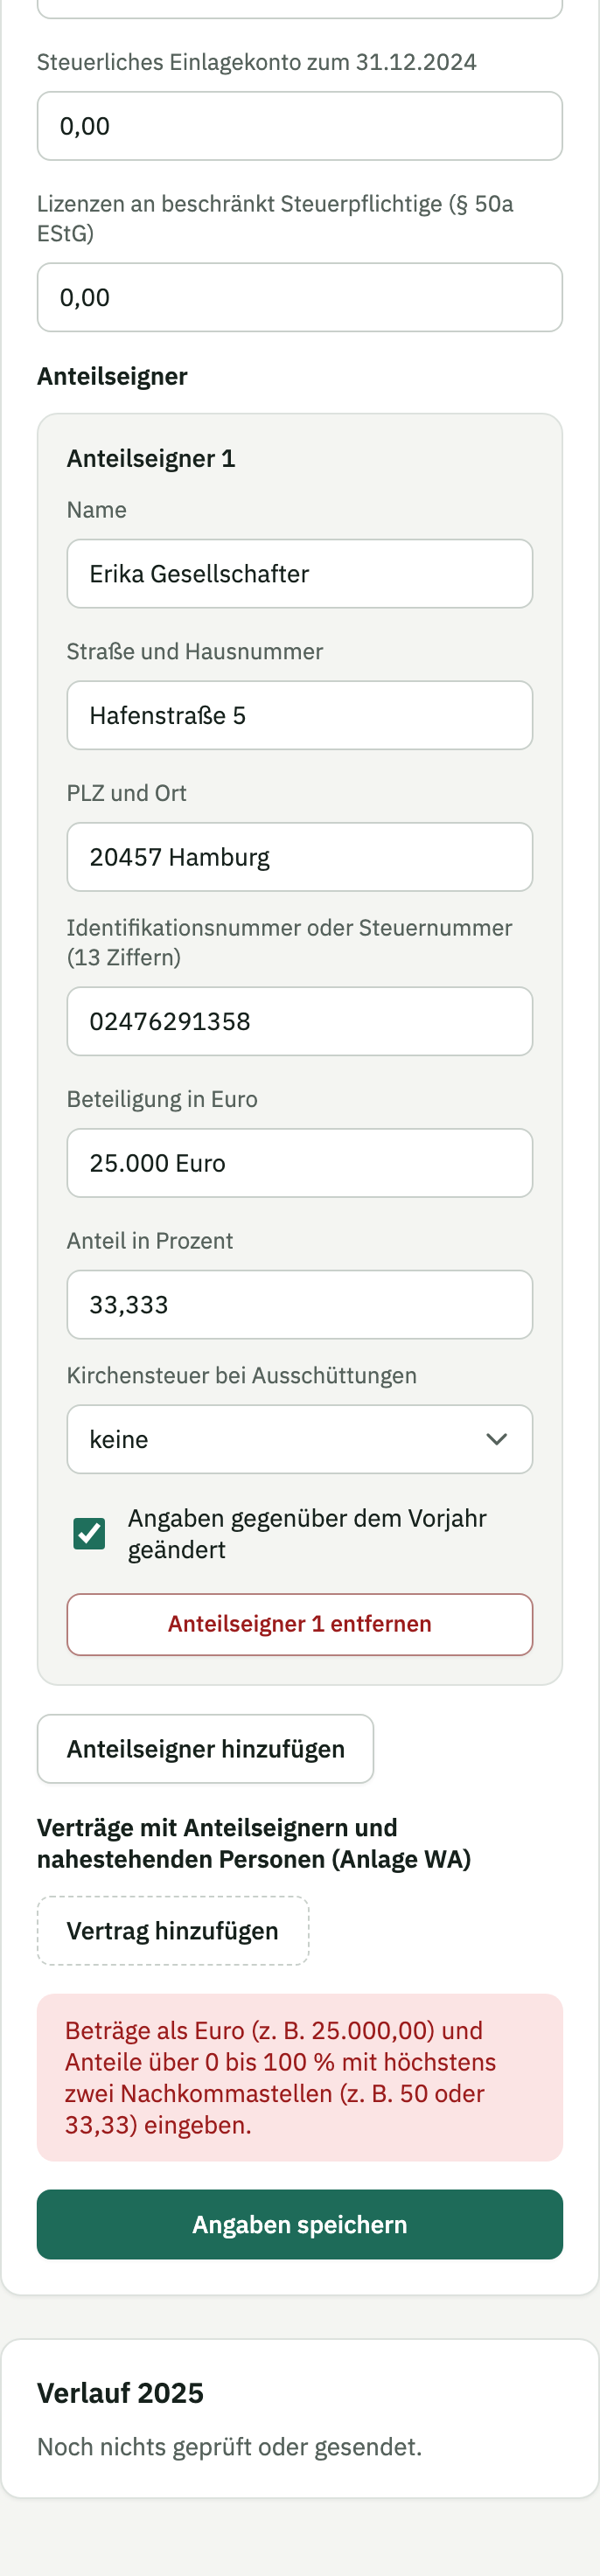 Steuerliches Einlagekonto zum 31.12.2024
0,00
Lizenzen an beschränkt Steuerpflichtige (§ 50a
EStG)
0,00
Anteilseigner
Anteilseigner 1
Name
Erika Gesellschafter
Straße und Hausnummer
Hafenstraße 5
PLZ und Ort
20457 Hamburg
Identifikationsnummer oder Steuernummer
(13 Ziffern)
02476291358
Beteiligung in Euro
25.000 Euro
Anteil in Prozent
33,333
Kirchensteuer bei Ausschüttungen
keine
Angaben gegenüber dem Vorjahr
geändert
Anteilseigner 1 entfernen
Anteilseigner hinzufügen
Verträge mit Anteilseignern und
nahestehenden Personen (Anlage WA)
Vertrag hinzufügen
Beträge als Euro (z. B. 25.000,00) und
Anteile über 0 bis 100 % mit höchstens
zwei Nachkommastellen (z. B. 50 oder
33,33) eingeben.
Angaben speichern
Verlauf 2025
Noch nichts geprüft oder gesendet.